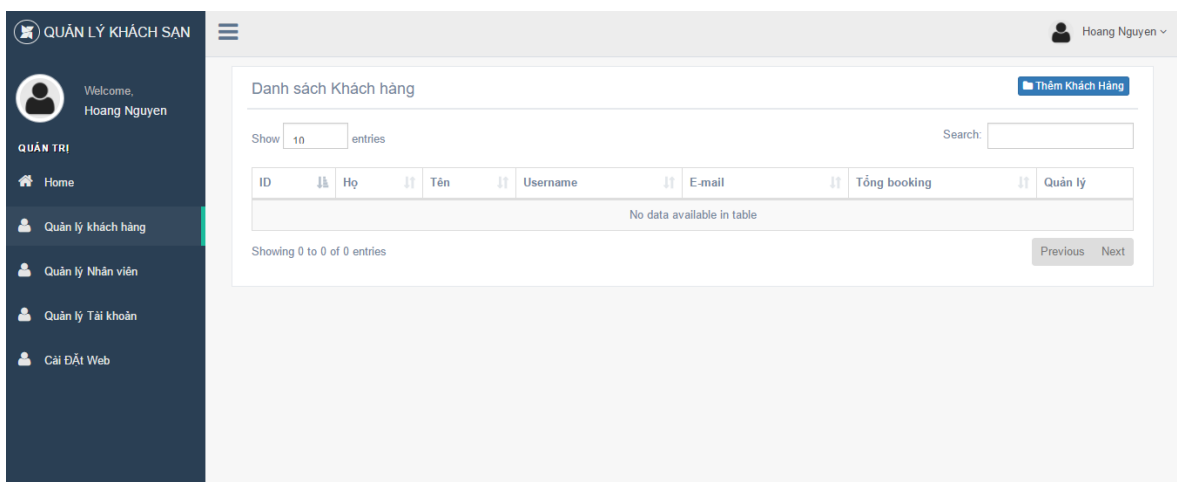 QUẢN LÝ KHÁCH SẠN
Hoang Nguyen
Welcome,
Hoang Nguyen
QUẢN TRỊ
Home
Quản lý khách hàng
Quản lý Nhân viên
Quản lý Tài khoản
Cài ĐẶt Web
Danh sách Khách hàng
Thêm Khách Hàng
Show 10 entries
Search:
ID Họ Tên Username E-mail Tổng booking Quản lý
No data available in table
Showing 0 to 0 of 0 entries
Previous Next